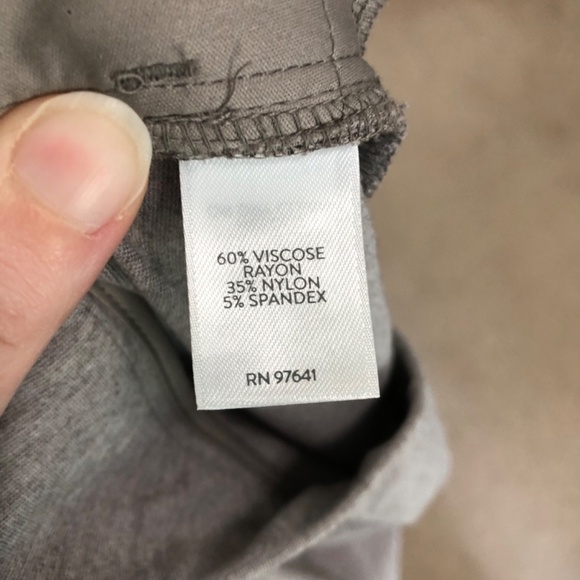 60% VISCOSE
RAYON
35% NYLON
5% SPANDEX
RN 97641